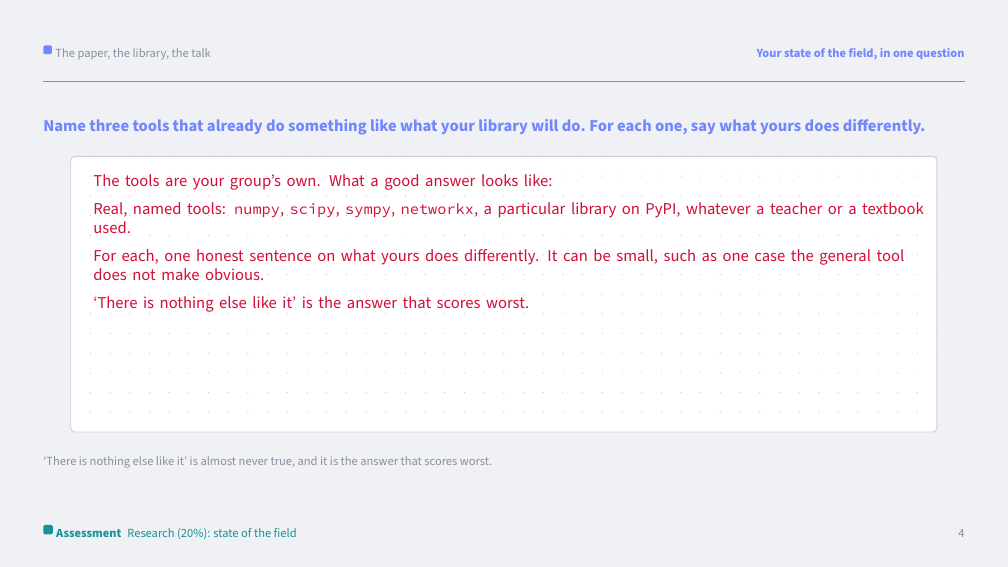 The paper, the library, the talk
Your state of the field, in one question
Name three tools that already do something like what your library will do. For each one, say what yours does differently.
The tools are your group’s own. What a good answer looks like:
Real, named tools: numpy, scipy, sympy, networkx, a particular library on PyPI, whatever a teacher or a textbook
used.
For each, one honest sentence on what yours does differently. It can be small, such as one case the general tool
does not make obvious.
‘There is nothing else like it’ is the answer that scores worst.
‘There is nothing else like it’ is almost never true, and it is the answer that scores worst.
Assessment Research (20%): state of the field
4